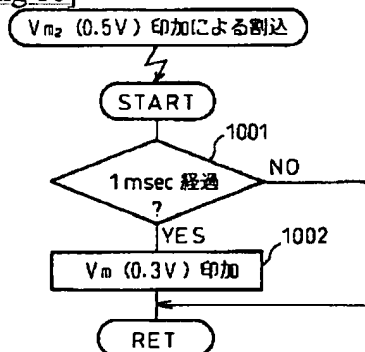 Vm₂ (0.5V) 印加による割込
START
1001
1msec 経過
?
NO
YES
1002
Vm (0.3V) 印加
RET